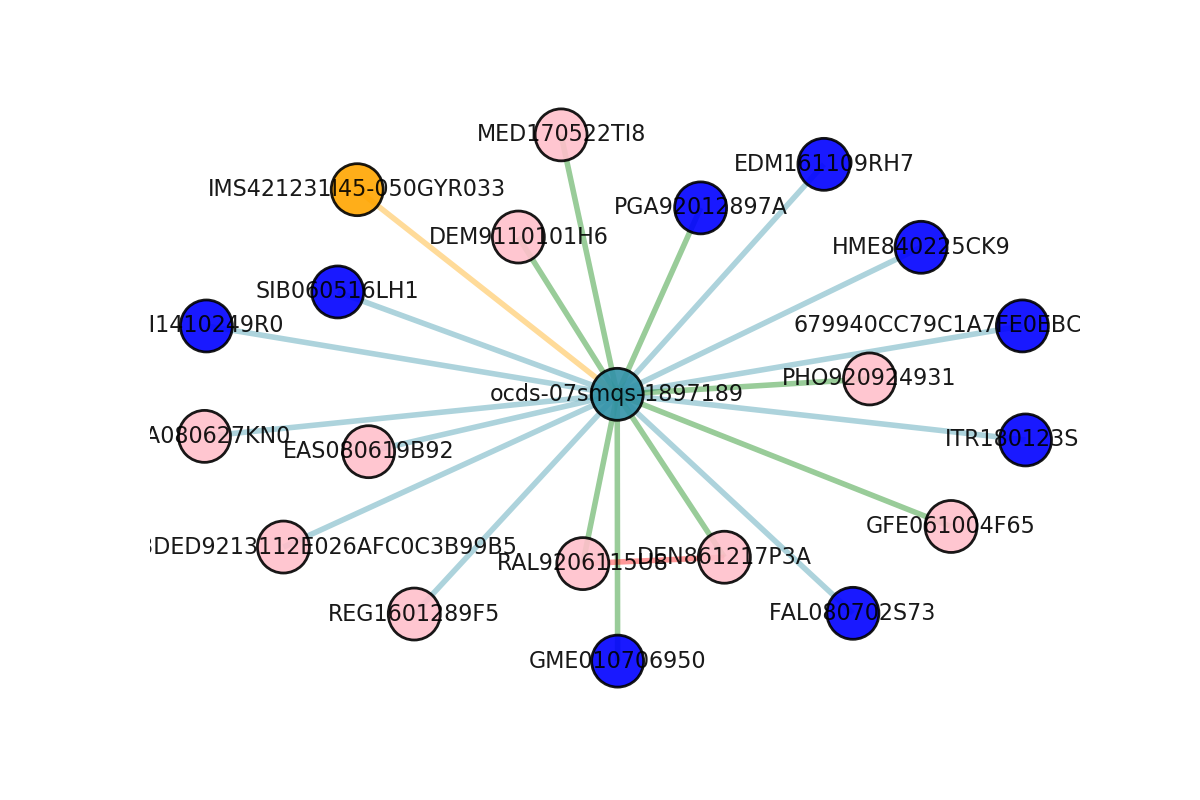 MED170522TI8
EDM161109RH7
IMS421231I45-050GYR033
PGA92012897A
DEM9110101H6
HME840225CK9
SIB060516LH1
I1410249R0
679940CC79C1A7FE0EBC
PHO920924931
ocds-07smqs-1897189
A080627KN0
EAS080619B92
ITR180123S
GFE061004F65
3DED9213112E026AFC0C3B99B5
RAL9206115U6
DEN861217P3A
REG1601289F5
FAL080702S73
GME010706950